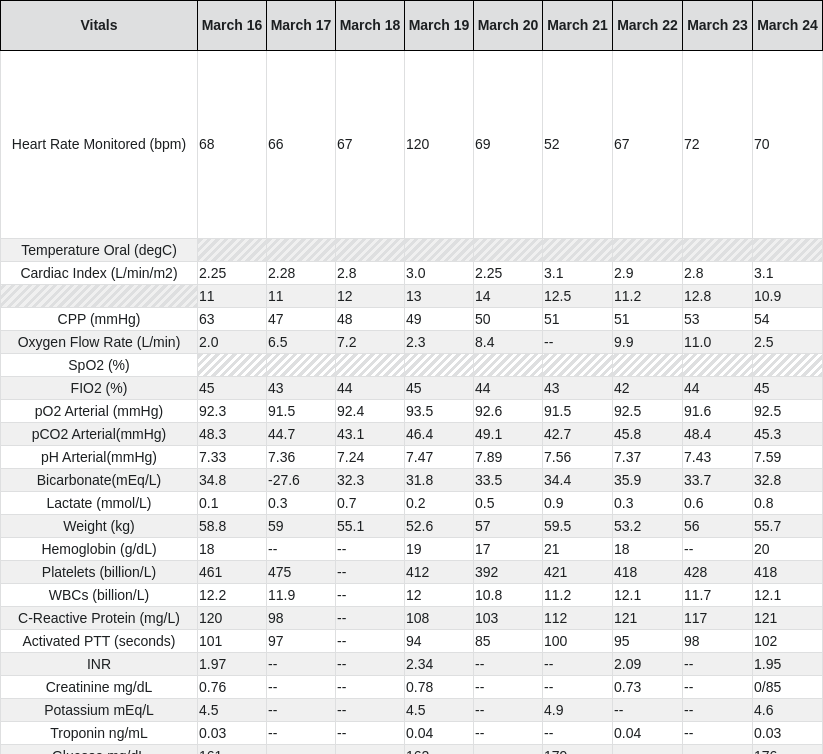 Vitals March 16 March 17 March 18 March 19 March 20 March 21 March 22 March 23 March 24
Heart Rate Monitored (bpm) 68 66 67 120 69 52 67 72 70
Temperature Oral (degC)
Cardiac Index (L/min/m2) 2.25 2.28 2.8 3.0 2.25 3.1 2.9 2.8 3.1
11 11 12 13 14 12.5 11.2 12.8 10.9
CPP (mmHg) 63 47 48 49 50 51 51 53 54
Oxygen Flow Rate (L/min) 2.0 6.5 7.2 2.3 8.4 -- 9.9 11.0 2.5
SpO2 (%)
FIO2 (%) 45 43 44 45 44 43 42 44 45
pO2 Arterial (mmHg) 92.3 91.5 92.4 93.5 92.6 91.5 92.5 91.6 92.5
pCO2 Arterial(mmHg) 48.3 44.7 43.1 46.4 49.1 42.7 45.8 48.4 45.3
pH Arterial(mmHg) 7.33 7.36 7.24 7.47 7.89 7.56 7.37 7.43 7.59
Bicarbonate(mEq/L) 34.8 -27.6 32.3 31.8 33.5 34.4 35.9 33.7 32.8
Lactate (mmol/L) 0.1 0.3 0.7 0.2 0.5 0.9 0.3 0.6 0.8
Weight (kg) 58.8 59 55.1 52.6 57 59.5 53.2 56 55.7
Hemoglobin (g/dL) 18 -- -- 19 17 21 18 -- 20
Platelets (billion/L) 461 475 -- 412 392 421 418 428 418
WBCs (billion/L) 12.2 11.9 -- 12 10.8 11.2 12.1 11.7 12.1
C-Reactive Protein (mg/L) 120 98 -- 108 103 112 121 117 121
Activated PTT (seconds) 101 97 -- 94 85 100 95 98 102
INR 1.97 -- -- 2.34 -- -- 2.09 -- 1.95
Creatinine mg/dL 0.76 -- -- 0.78 -- -- 0.73 -- 0/85
Potassium mEq/L 4.5 -- -- 4.5 -- 4.9 -- -- 4.6
Troponin ng/mL 0.03 -- -- 0.04 -- -- 0.04 -- 0.03
Glucose mg/dL 161